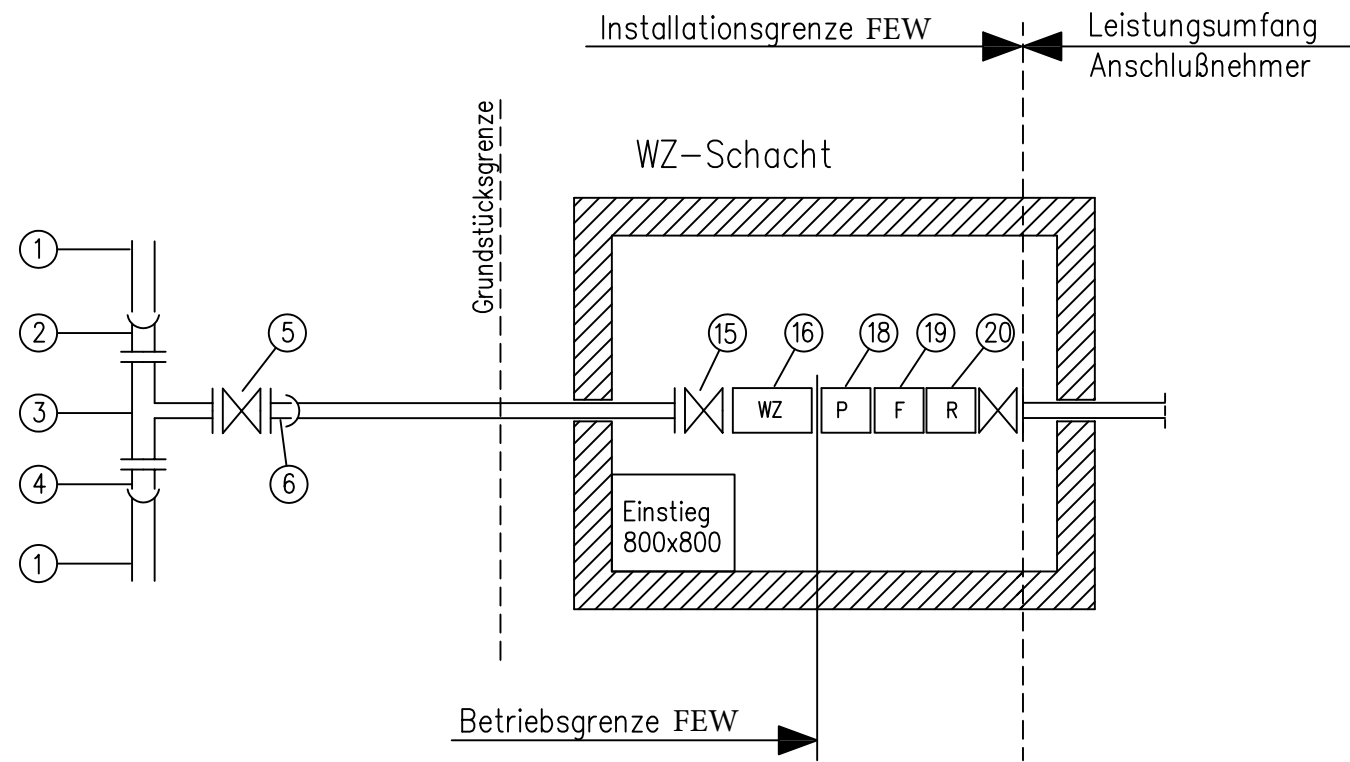 Installationsgrenze FEW
Leistungsumfang
Anschlußnehmer
Grundstücksgrenze
WZ-Schacht
1
2
3
4
1
5
6
15
16
18
19
20
WZ
P
F
R
Einstieg
800x800
Betriebsgrenze FEW